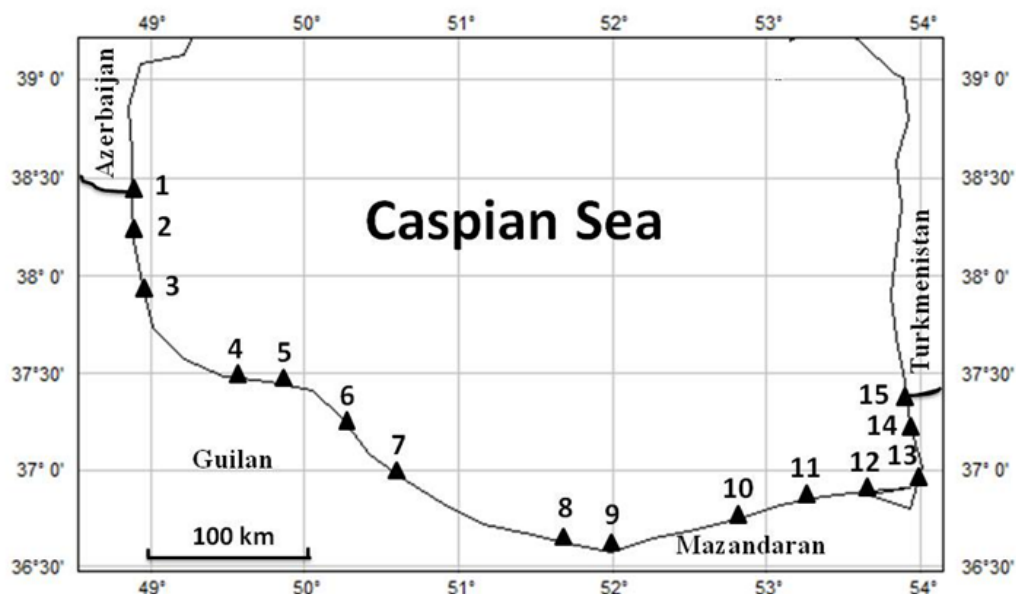 49° 50° 51° 52° 53° 54°
39° 0' 39° 0'
Azerbaijan
38°30' 1 38°30'
2
Caspian Sea
38° 0' 3 38° 0'
Turkmenistan
4 5
37°30' 37°30'
6 15
14
7 13
37° 0' Guilan 12 37° 0'
11
10
8 9
100 km Mazandaran
36°30' 36°30'
49° 50° 51° 52° 53° 54°